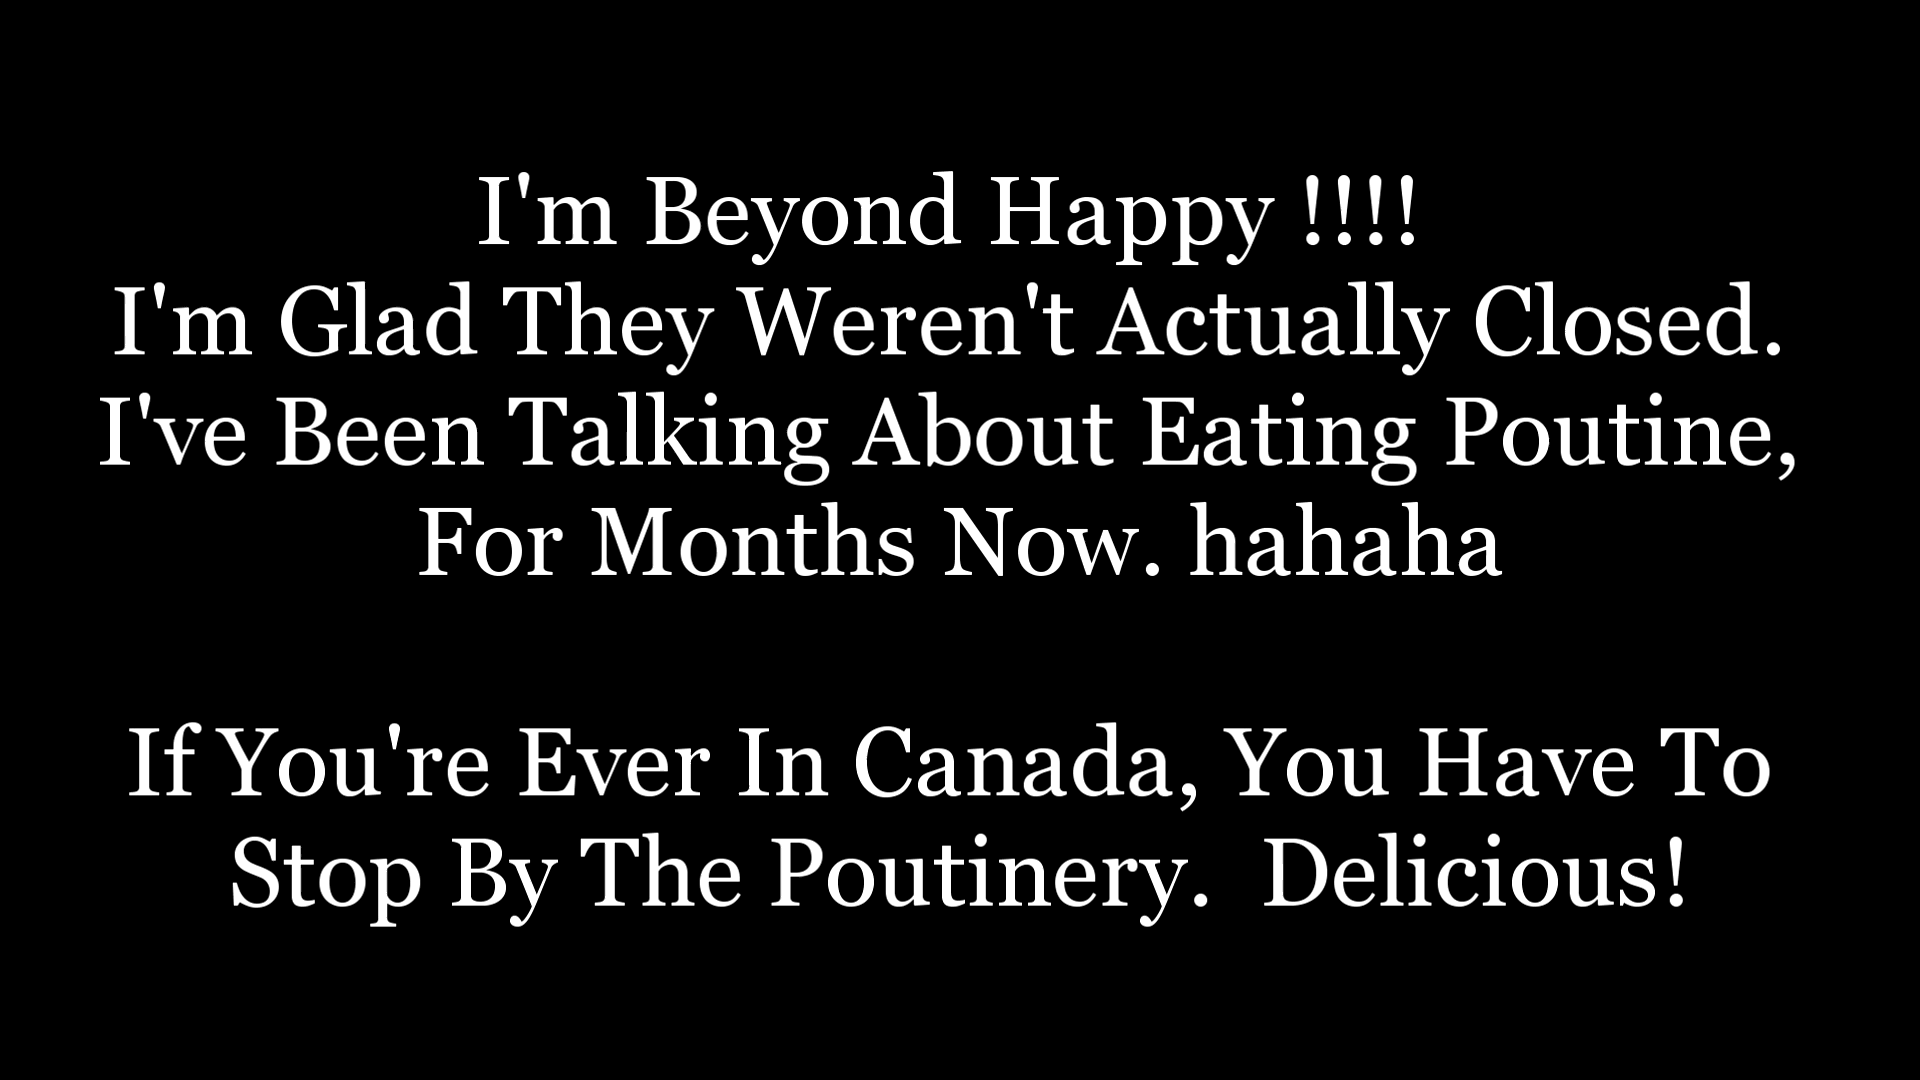 I'm Beyond Happy !!!!
I'm Glad They Weren't Actually Closed.
I've Been Talking About Eating Poutine,
For Months Now. hahaha
If You're Ever In Canada, You Have To
Stop By The Poutinery.  Delicious!